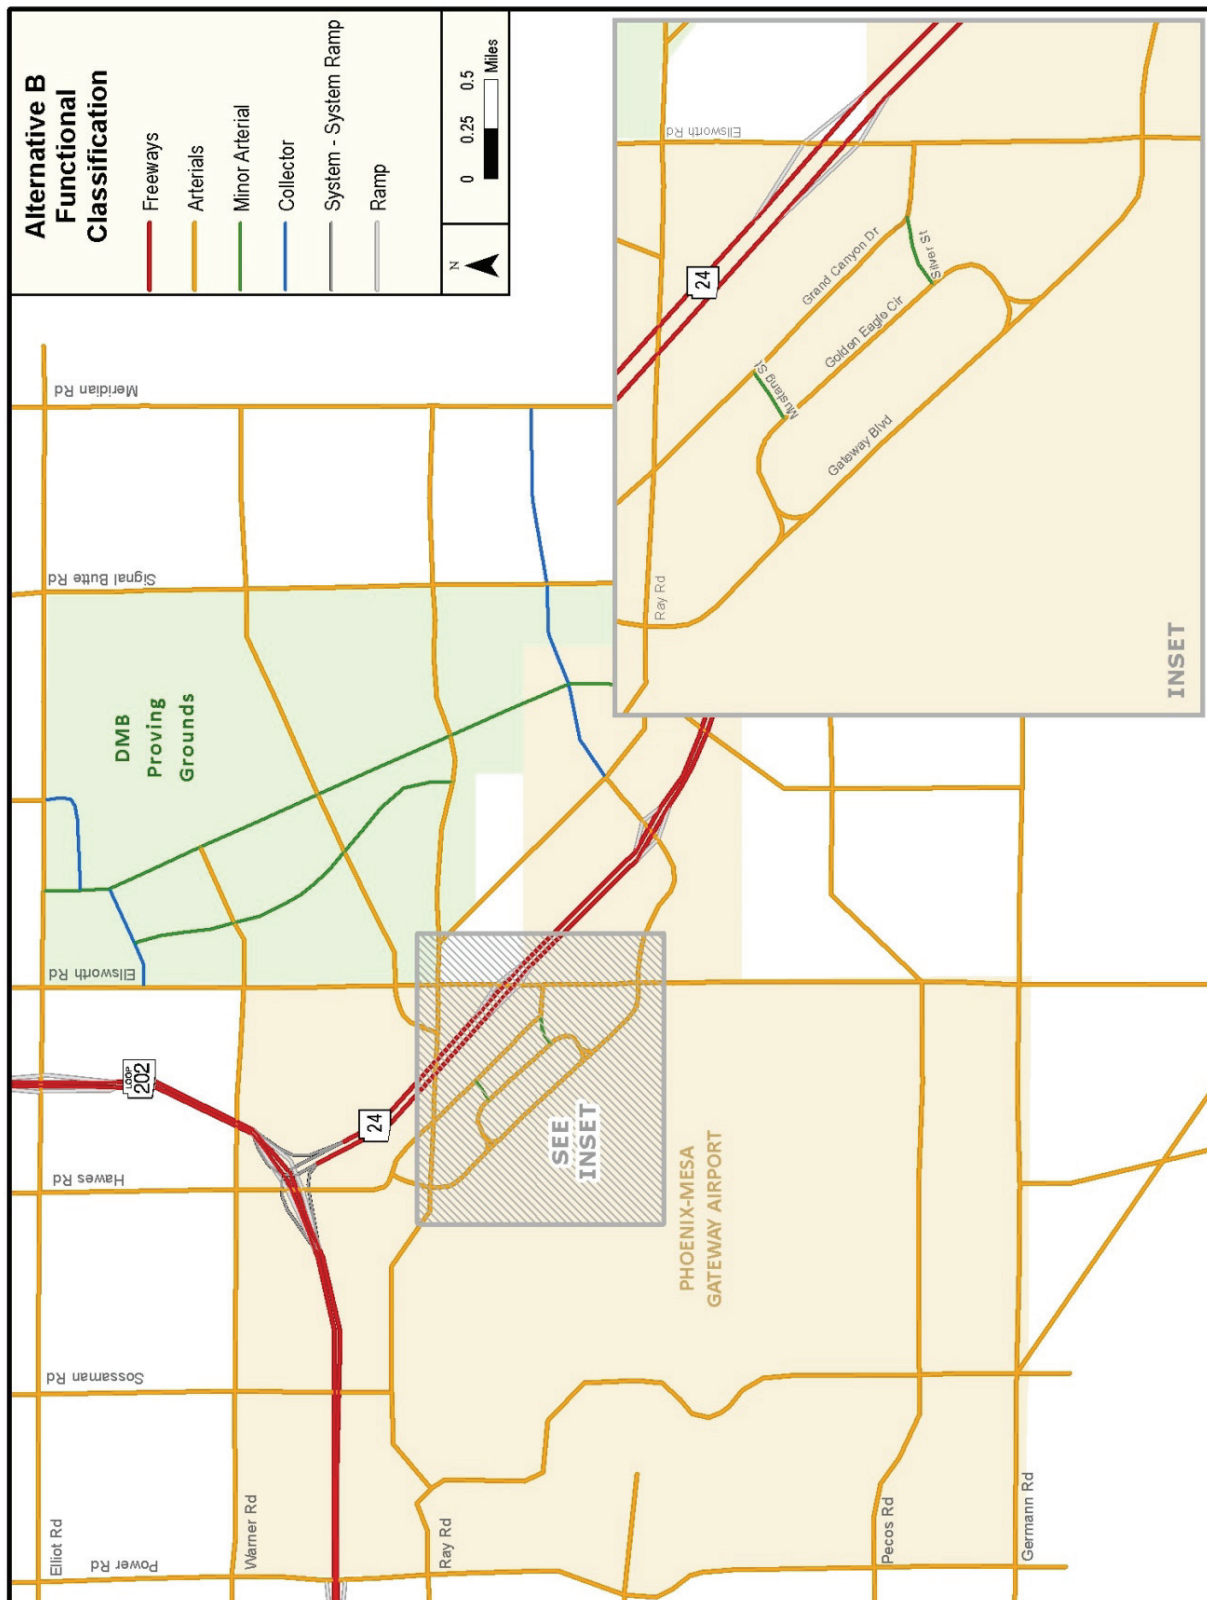 Alternative B
Functional
Classification
Freeways
Arterials
Minor Arterial
Collector
System - System Ramp
Ramp
N
0 0.25 0.5
Miles
Elliot Rd
Warner Rd
Ray Rd
Pecos Rd
Germann Rd
Power Rd
Sossaman Rd
Hawes Rd
Ellsworth Rd
Signal Butte Rd
Meridian Rd
LOOP
202
24
DMB
Proving
Grounds
SEE
INSET
PHOENIX-MESA
GATEWAY AIRPORT
Ray Rd
Ellsworth Rd
24
Grand Canyon Dr
Silver St
Golden Eagle Cir
Mustang St
Gateway Blvd
INSET